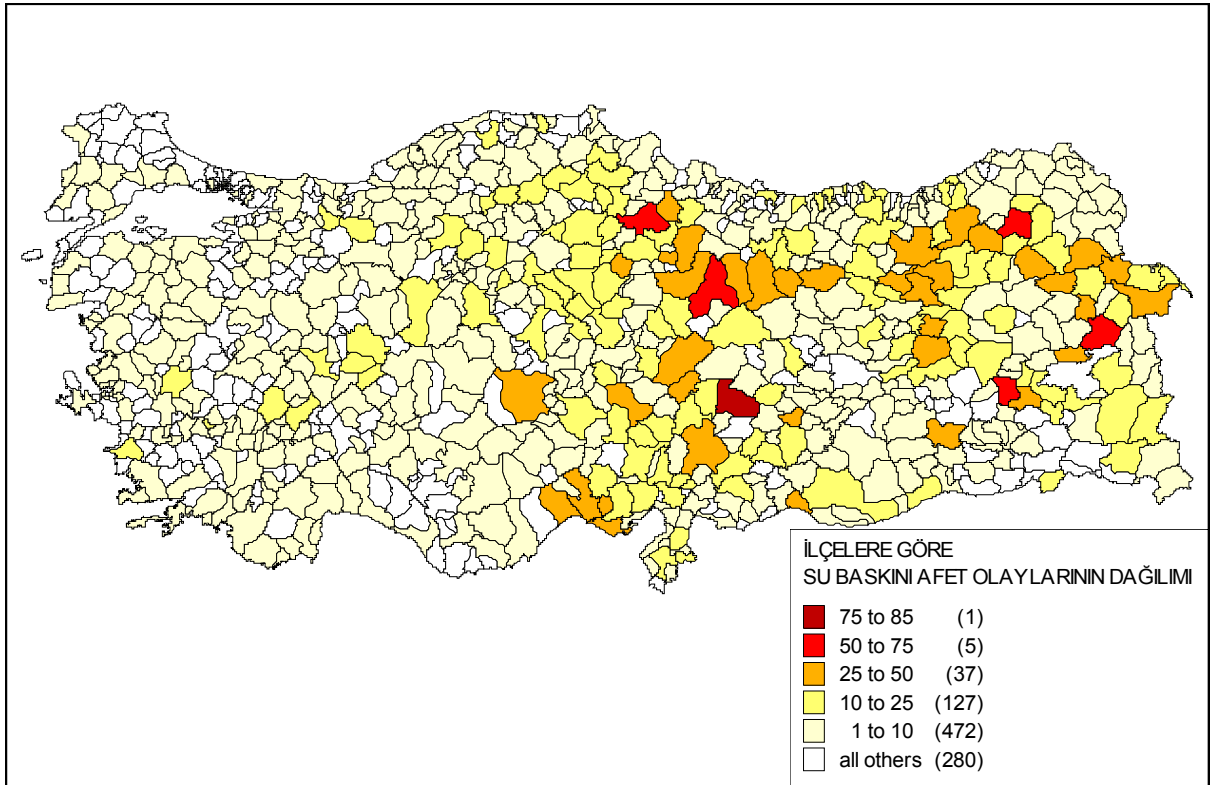 İLÇELERE GÖRE
SU BASKINI AFET OLAYLARININ DAĞILIMI
75 to 85 (1)
50 to 75 (5)
25 to 50 (37)
10 to 25 (127)
1 to 10 (472)
all others (280)